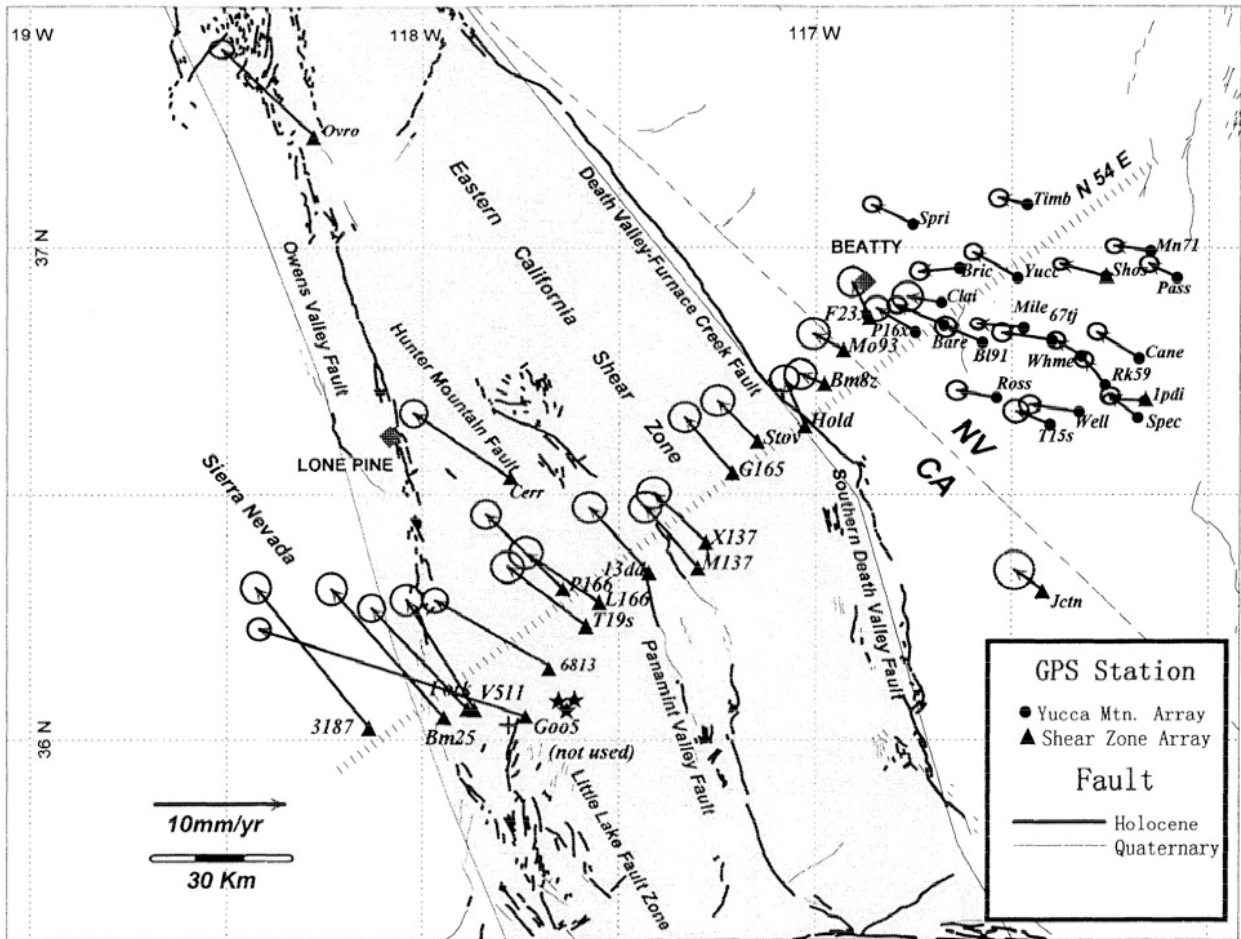 19 W
118 W
117 W
Ovro
Eastern
California
Shear
Zone
Death Valley-Furnace Creek Fault
N 54 E
Timb
Spri
37 N
BEATTY
Mn71
Bric
Yucc
Shos
Pass
Clai
Owens Valley Fault
F233
P16x
Bare
Mile
67tj
Mo93
Bl91
Whme
Cane
Hunter Mountain Fault
Bm8z
Rk59
Ross
1pdi
Hold
Well
Spec
T15s
Stov
NV
CA
LONE PINE
G165
Cerr
Sierra Nevada
Southern Death Valley Fault
X137
M137
13dd
P166
L166
Jctn
T19s
6813
Panamint Valley Fault
V511
3187
Bm25
Goo5
(not used)
36 N
Little Lake Fault Zone
10mm/yr
30 Km
GPS Station
Yucca Mtn. Array
Shear Zone Array
Fault
Holocene
Quaternary